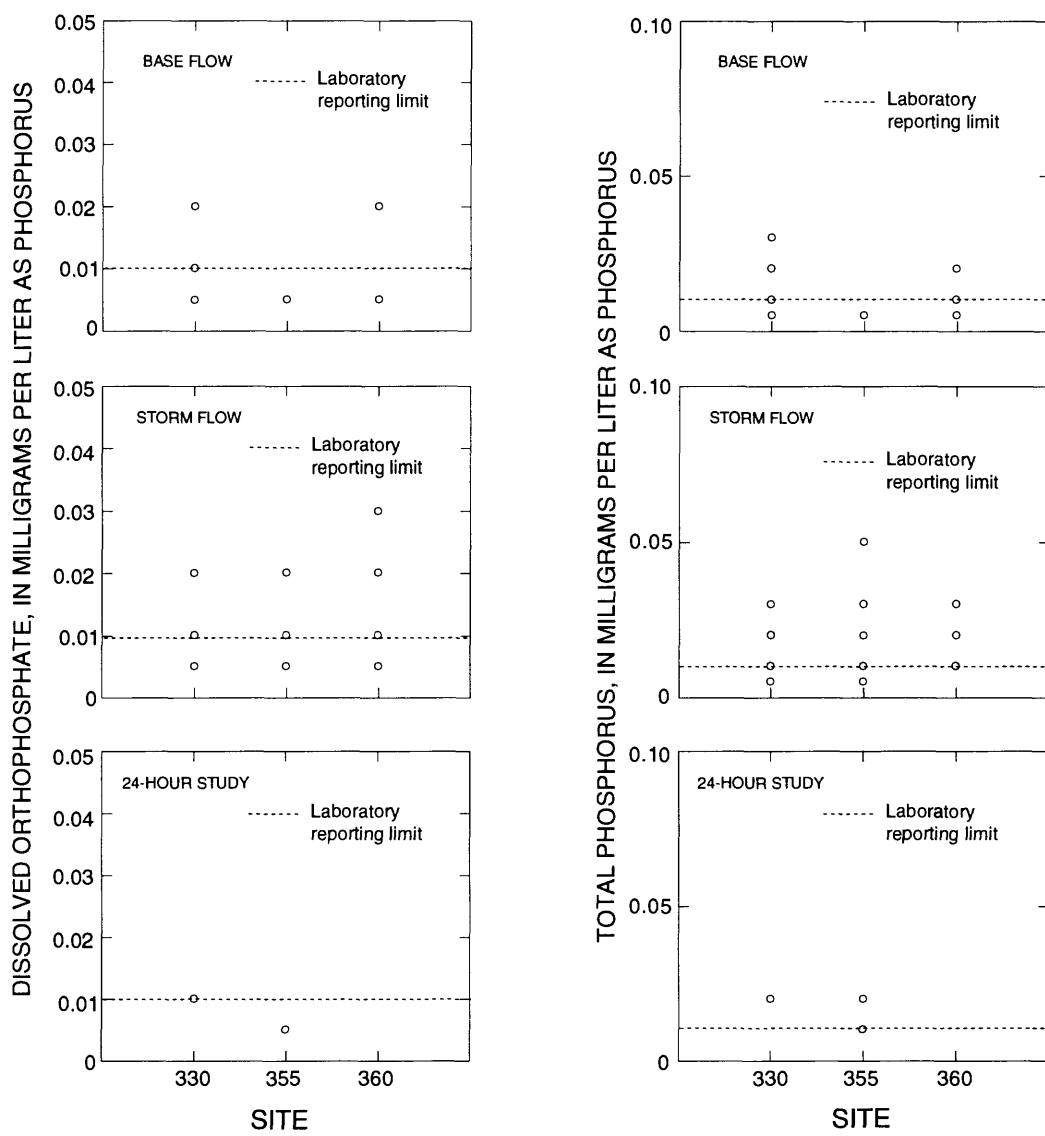 DISSOLVED ORTHOPHOSPHATE, IN MILLIGRAMS PER LITER AS PHOSPHORUS
0.05
0.04
0.03
0.02
0.01
0
BASE FLOW
Laboratory
reporting limit
0.05
0.04
0.03
0.02
0.01
0
STORM FLOW
Laboratory
reporting limit
0.05
0.04
0.03
0.02
0.01
0
24-HOUR STUDY
Laboratory
reporting limit
330 355 360
SITE
TOTAL PHOSPHORUS, IN MILLIGRAMS PER LITER AS PHOSPHORUS
0.10
0.05
0
BASE FLOW
Laboratory
reporting limit
0.10
0.05
0
STORM FLOW
Laboratory
reporting limit
0.10
0.05
0
24-HOUR STUDY
Laboratory
reporting limit
330 355 360
SITE